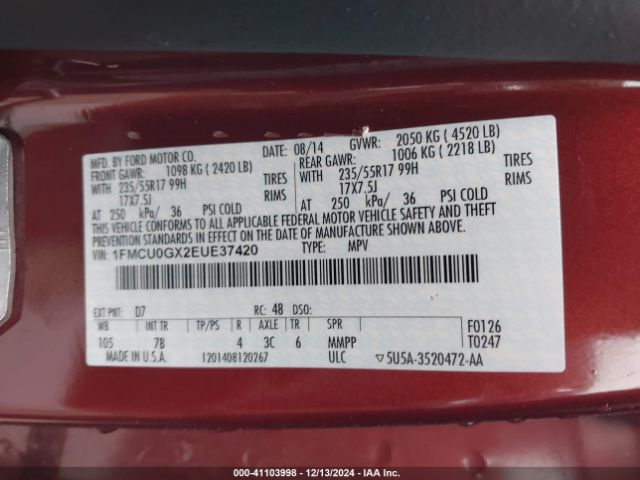 MFD. BY FORD MOTOR CO.
DATE: 08/14 GVWR: 2050 KG ( 4520 LB)
FRONT GAWR: 1098 KG ( 2420 LB) REAR GAWR: 1006 KG ( 2218 LB)
WITH 235/55R17 99H TIRES WITH 235/55R17 99H TIRES
17X7.5J RIMS 17X7.5J RIMS
AT 250 kPa/ 36 PSI COLD AT 250 kPa/ 36 PSI COLD
THIS VEHICLE CONFORMS TO ALL APPLICABLE FEDERAL MOTOR VEHICLE SAFETY AND THEFT
PREVENTION STANDARDS IN EFFECT ON THE DATE OF MANUFACTURE SHOWN ABOVE.
VIN: 1FMCU0GX2EUE37420 TYPE: MPV
EXT PNT: D7 RC: 48 DSO:
WB INT TR TP/PS R AXLE TR SPR F0126
105 7B 4 3C 6 MMPP T0247
MADE IN U.S.A. 1201408120267 ULC ▽5U5A-3520472-AA
000-41103998 - 12/13/2024 - IAA Inc.